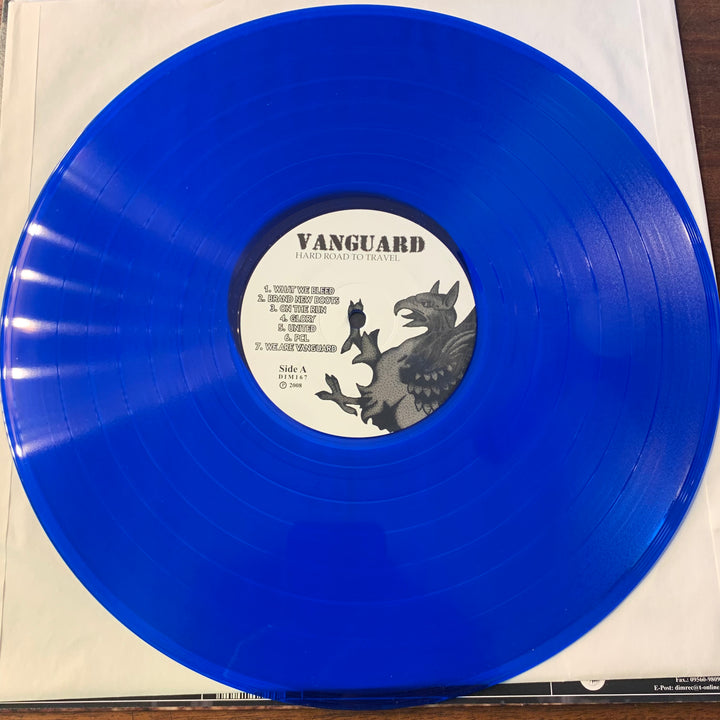 VANGUARD
HARD ROAD TO TRAVEL
1. WHAT WE BLEED
2. BRAND NEW BOOTS
3. ON THE RUN
4. GLORY
5. UNITED
6. PCL
7. WE ARE VANGUARD
Side A
DIM167
℗ 2008
Fax.: 09560-9809
E-Post: dimrec@t-online